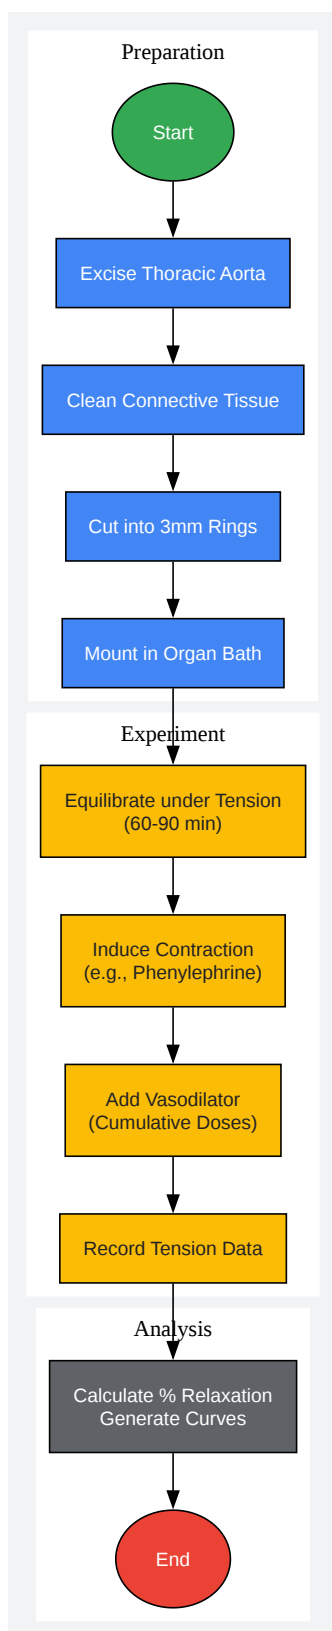 Preparation
Start
Excise Thoracic Aorta
Clean Connective Tissue
Cut into 3mm Rings
Mount in Organ Bath
Experiment
Equilibrate under Tension
(60-90 min)
Induce Contraction
(e.g., Phenylephrine)
Add Vasodilator
(Cumulative Doses)
Record Tension Data
Analysis
Calculate % Relaxation
Generate Curves
End